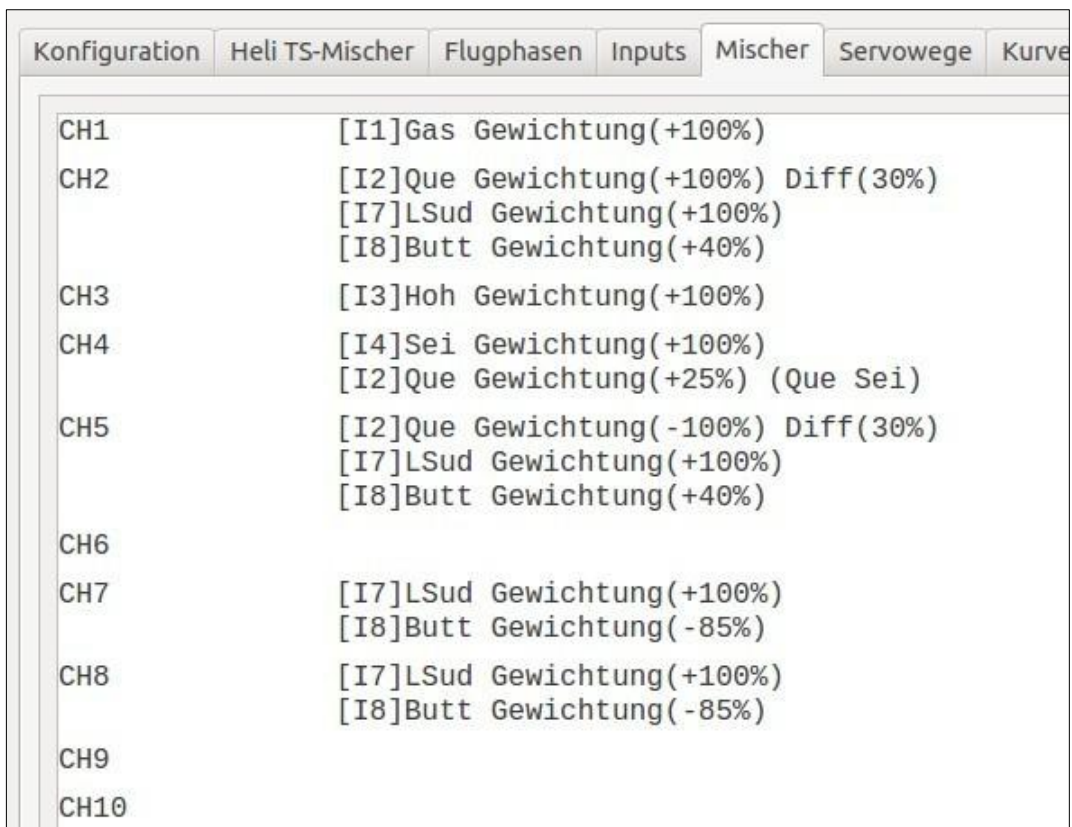 Konfiguration Heli TS-Mischer Flugphasen Inputs Mischer Servowege Kurve
CH1 [I1]Gas Gewichtung(+100%)
CH2 [I2]Que Gewichtung(+100%) Diff(30%)
[I7]LSud Gewichtung(+100%)
[I8]Butt Gewichtung(+40%)
CH3 [I3]Hoh Gewichtung(+100%)
CH4 [I4]Sei Gewichtung(+100%)
[I2]Que Gewichtung(+25%) (Que Sei)
CH5 [I2]Que Gewichtung(-100%) Diff(30%)
[I7]LSud Gewichtung(+100%)
[I8]Butt Gewichtung(+40%)
CH6
CH7 [I7]LSud Gewichtung(+100%)
[I8]Butt Gewichtung(-85%)
CH8 [I7]LSud Gewichtung(+100%)
[I8]Butt Gewichtung(-85%)
CH9
CH10